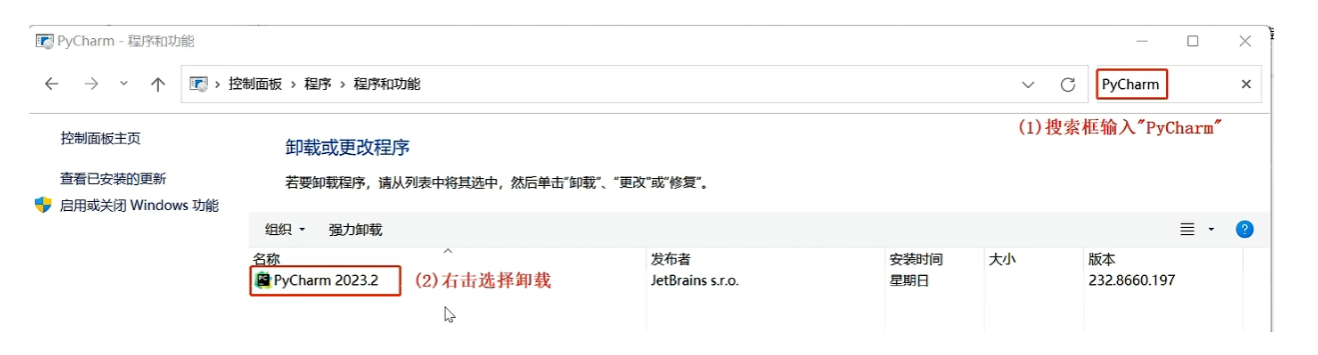 PyCharm - 程序和功能
控制面板 › 程序 › 程序和功能
PyCharm
(1)搜索框输入"PyCharm"
控制面板主页
卸载或更改程序
查看已安装的更新
若要卸载程序，请从列表中将其选中，然后单击"卸载"、"更改"或"修复"。
启用或关闭 Windows 功能
组织 强力卸载
名称 发布者 安装时间 大小 版本
PyCharm 2023.2 (2)右击选择卸载 JetBrains s.r.o. 星期日 232.8660.197